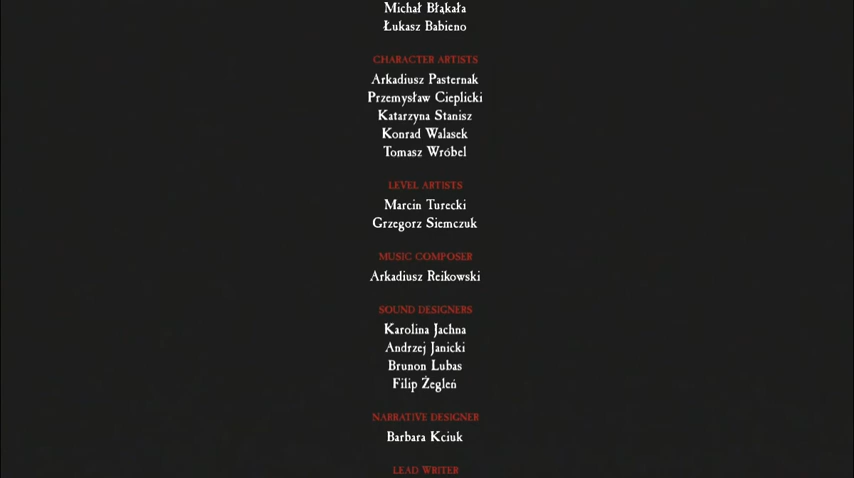 Michał Błąkała
Łukasz Babieno
CHARACTER ARTISTS
Arkadiusz Pasternak
Przemysław Cieplicki
Katarzyna Stanisz
Konrad Walasek
Tomasz Wróbel
LEVEL ARTISTS
Marcin Turecki
Grzegorz Siemczuk
MUSIC COMPOSER
Arkadiusz Reikowski
SOUND DESIGNERS
Karolina Jachna
Andrzej Janicki
Brunon Lubas
Filip Żegleń
NARRATIVE DESIGNER
Barbara Kciuk
LEAD WRITER